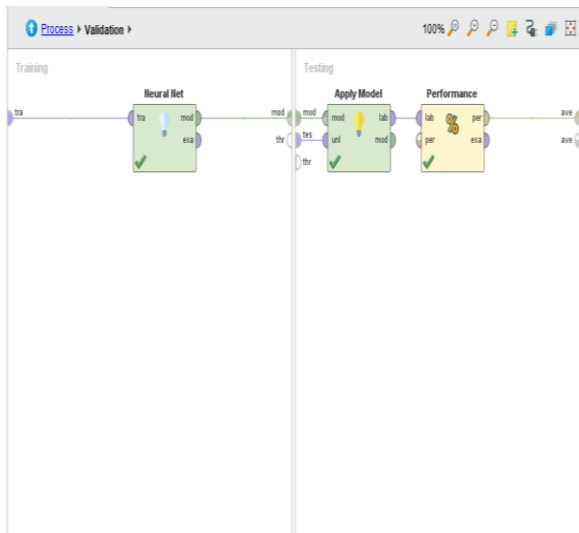 Process ▸ Validation ▸ 100%
Training
Testing
Neural Net
Apply Model
Performance
tra tra mod mod
exa thr
mod mod lab lab per ave
tes unl mod per exa ave
thr